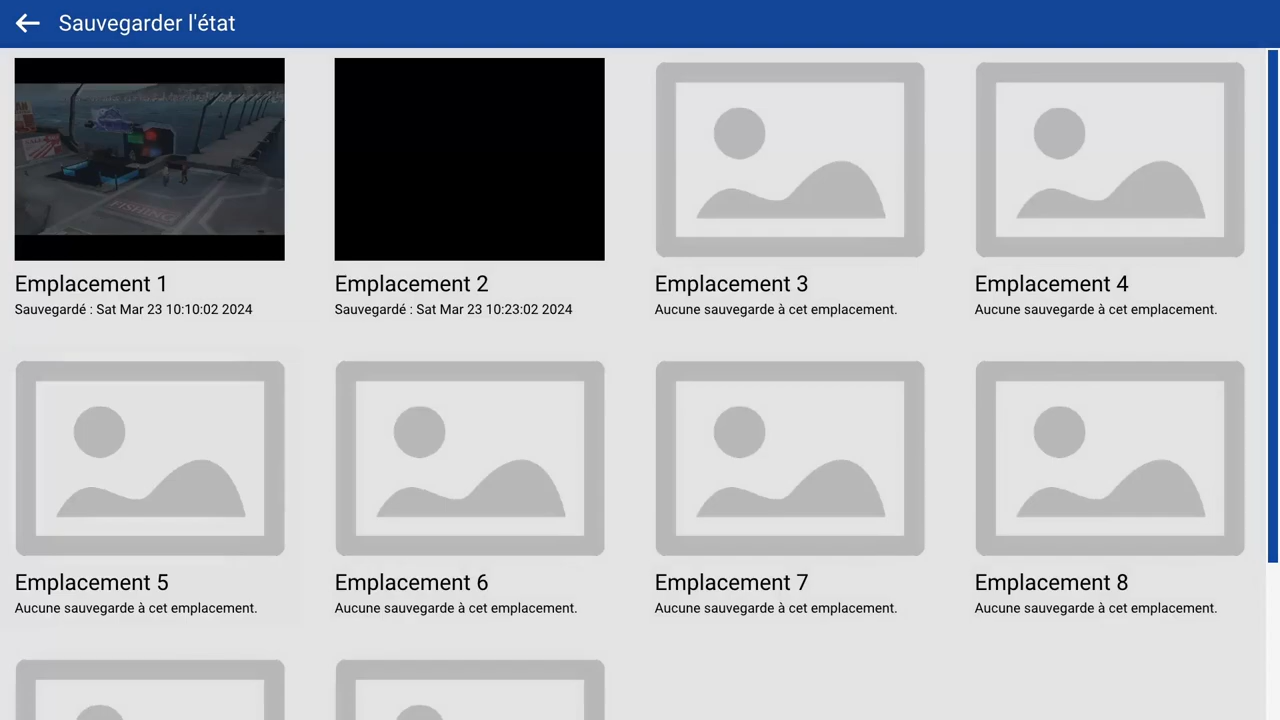 Sauvegarder l'état
Emplacement 1
Sauvegardé : Sat Mar 23 10:10:02 2024
Emplacement 2
Sauvegardé : Sat Mar 23 10:23:02 2024
Emplacement 3
Aucune sauvegarde à cet emplacement.
Emplacement 4
Aucune sauvegarde à cet emplacement.
Emplacement 5
Aucune sauvegarde à cet emplacement.
Emplacement 6
Aucune sauvegarde à cet emplacement.
Emplacement 7
Aucune sauvegarde à cet emplacement.
Emplacement 8
Aucune sauvegarde à cet emplacement.
FISHING